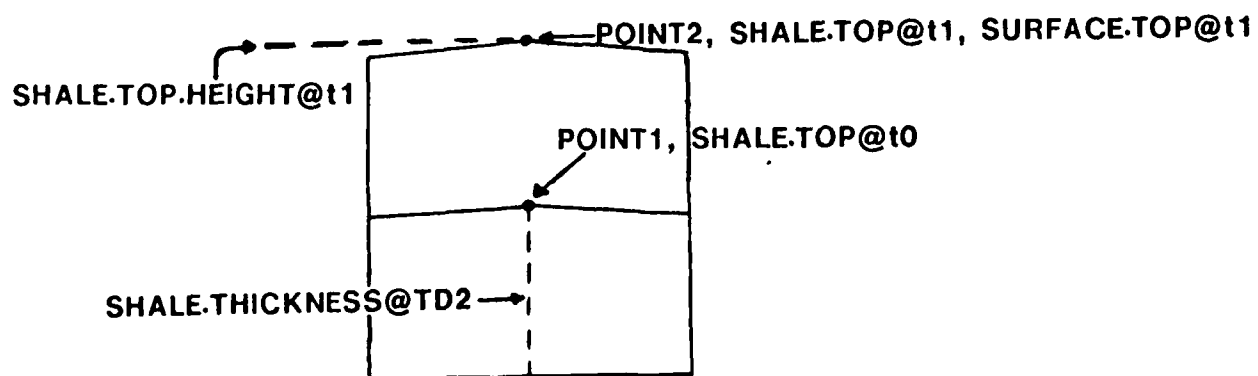 POINT2, SHALE.TOP@t1, SURFACE.TOP@t1
SHALE.TOP.HEIGHT@t1
POINT1, SHALE.TOP@t0
SHALE.THICKNESS@TD2